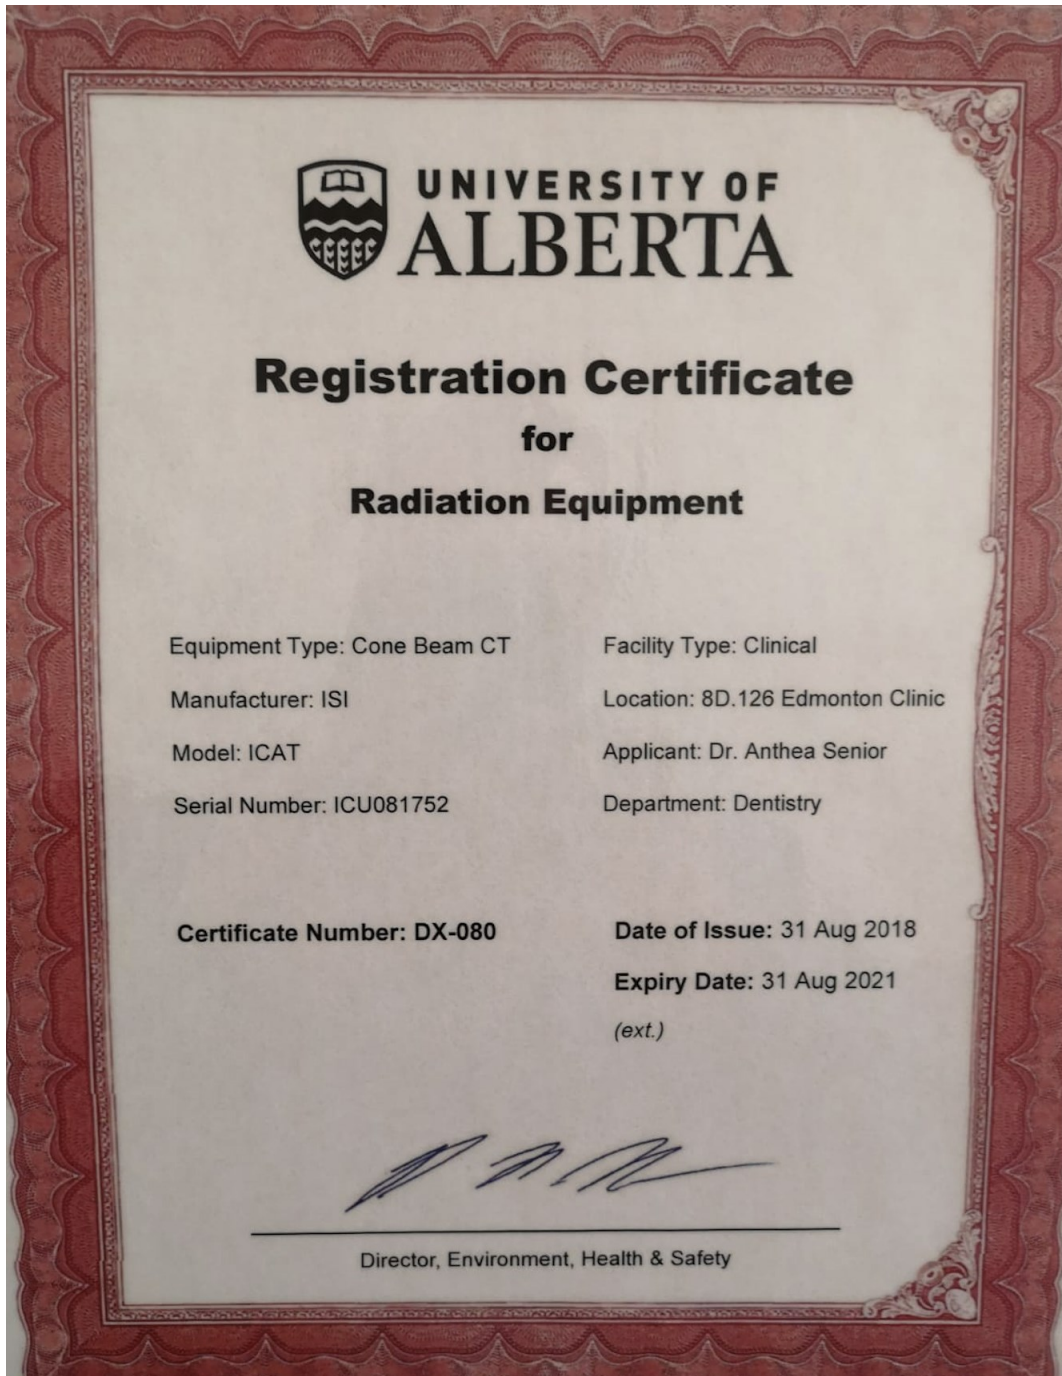 UNIVERSITY OF
ALBERTA
Registration Certificate
for
Radiation Equipment
Equipment Type: Cone Beam CT
Manufacturer: ISI
Model: ICAT
Serial Number: ICU081752
Facility Type: Clinical
Location: 8D.126 Edmonton Clinic
Applicant: Dr. Anthea Senior
Department: Dentistry
Certificate Number: DX-080
Date of Issue: 31 Aug 2018
Expiry Date: 31 Aug 2021
(ext.)
Director, Environment, Health & Safety